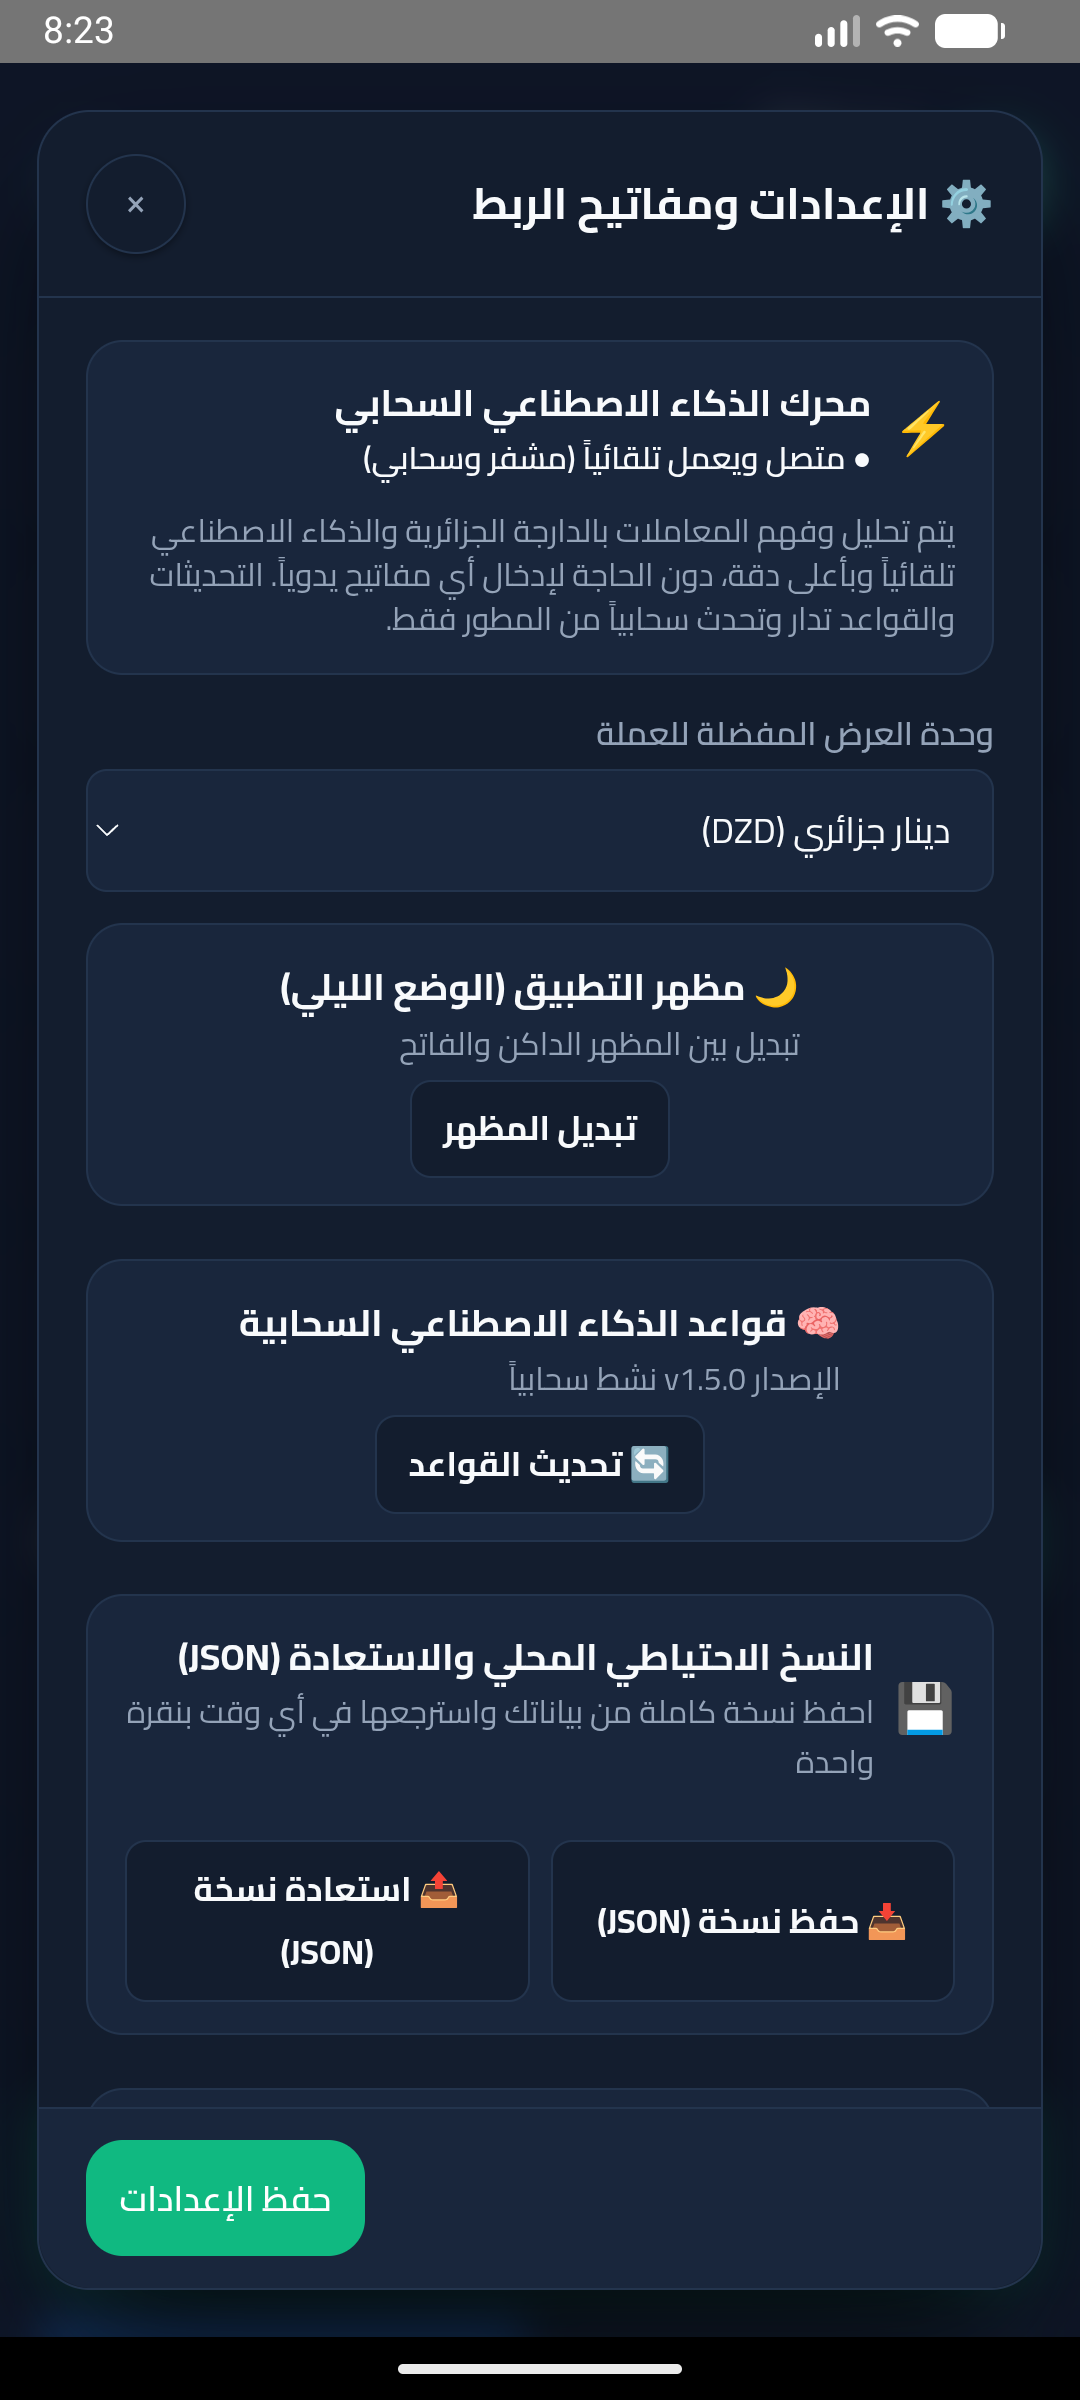 8:23
الإعدادات ومفاتيح الربط
×
محرك الذكاء الاصطناعي السحابي
● متصل ويعمل تلقائياً (مشفر وسحابي)
يتم تحليل وفهم المعاملات بالدارجة الجزائرية والذكاء الاصطناعي
تلقائياً وبأعلى دقة، دون الحاجة لإدخال أي مفاتيح يدوياً. التحديثات
والقواعد تدار وتحدث سحابياً من المطور فقط.
وحدة العرض المفضلة للعملة
دينار جزائري (DZD)
مظهر التطبيق (الوضع الليلي)
تبديل بين المظهر الداكن والفاتح
تبديل المظهر
قواعد الذكاء الاصطناعي السحابية
الإصدار v1.5.0 نشط سحابياً
تحديث القواعد
النسخ الاحتياطي المحلي والاستعادة (JSON)
احفظ نسخة كاملة من بياناتك واسترجعها في أي وقت بنقرة
واحدة
حفظ نسخة (JSON)
استعادة نسخة
(JSON)
حفظ الإعدادات